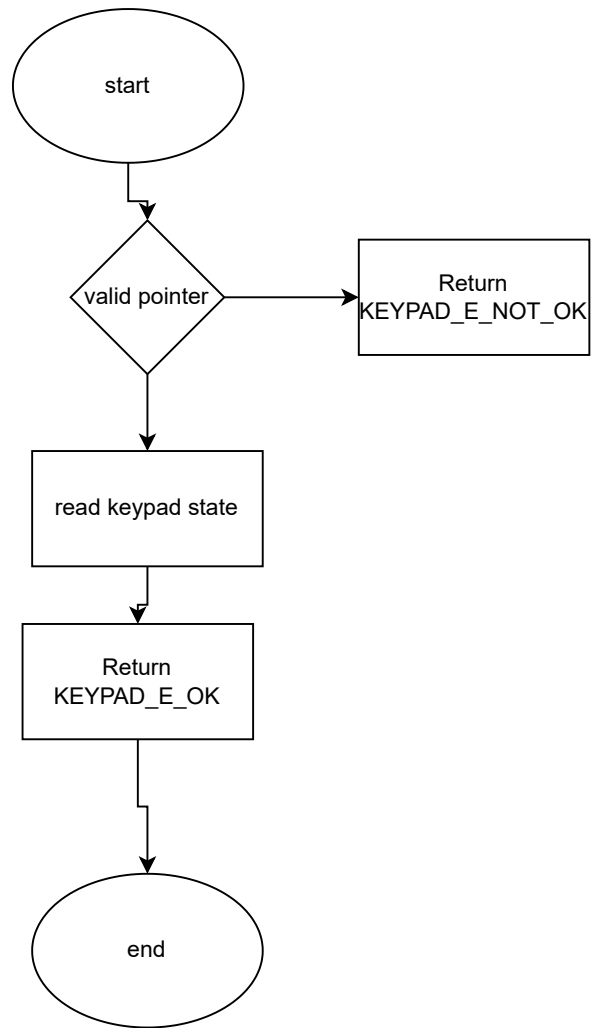 start
valid pointer
Return
KEYPAD_E_NOT_OK
read keypad state
Return
KEYPAD_E_OK
end